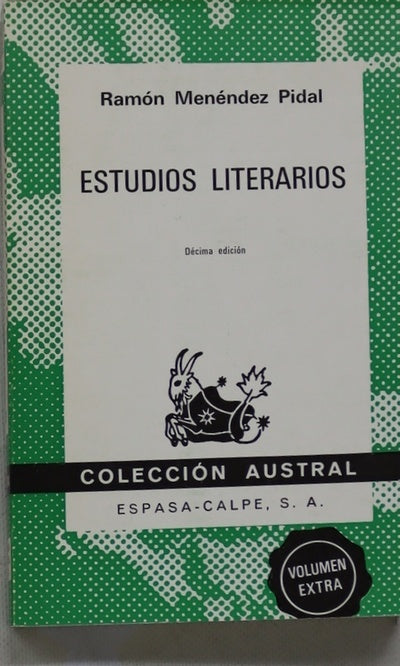 Ramón Menéndez Pidal
ESTUDIOS LITERARIOS
Décima edición
COLECCIÓN AUSTRAL
ESPASA-CALPE, S. A.
VOLUMEN
EXTRA